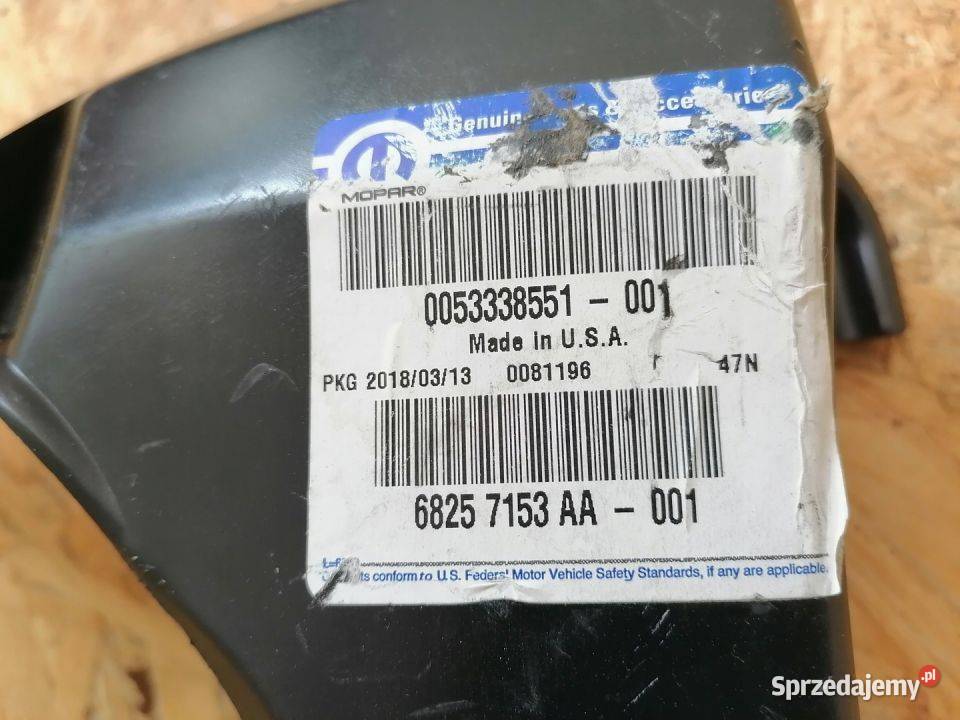 Genuine
MOPAR®
0053338551 - 001
Made in U.S.A.
PKG 2018/03/13 0081196 47N
6825 7153 AA - 001
conform to U.S. Federal Motor Vehicle Safety Standards, if any are applicable.
Sprzedajemy.pl